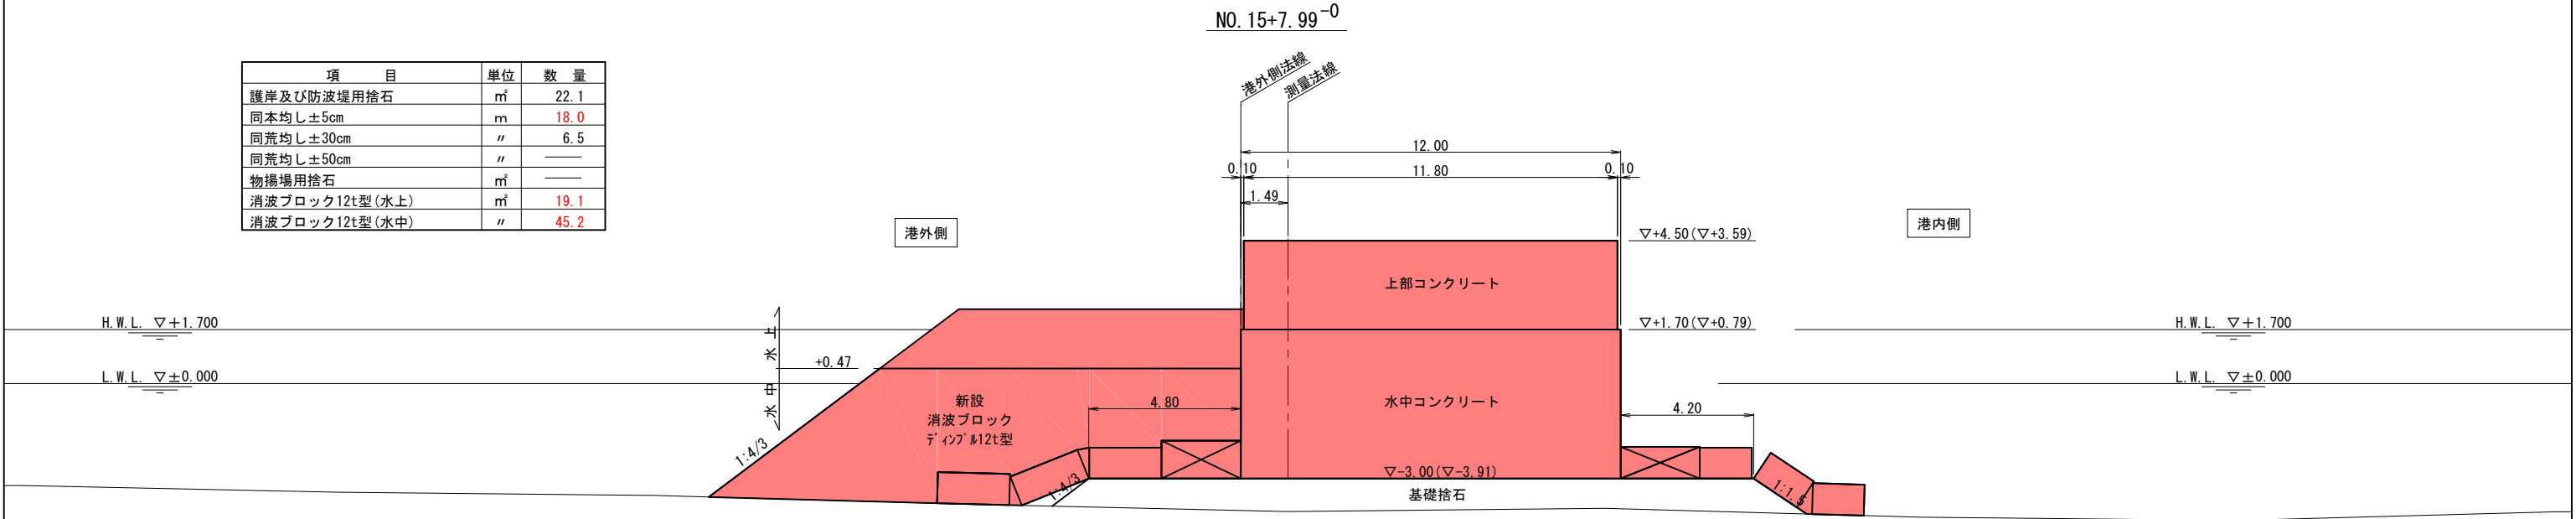 NO.15+7.99-0
項 目 単位 数 量
護岸及び防波堤用捨石 ㎥ 22.1
同本均し±5cm m 18.0
同荒均し±30cm 〃 6.5
同荒均し±50cm 〃 ――
物揚場用捨石 ㎥ ――
消波ブロック12t型(水上) ㎥ 19.1
消波ブロック12t型(水中) 〃 45.2
港外側法線
測量法線
12.00
0.10 11.80 0.10
1.49
港外側
港内側
▽+4.50(▽+3.59)
上部コンクリート
H.W.L. ▽+1.700
▽+1.70(▽+0.79)
H.W.L. ▽+1.700
水上
+0.47
L.W.L. ▽±0.000
L.W.L. ▽±0.000
水中
新設
消波ブロック
ディンプル12t型
4.80
水中コンクリート
4.20
1:4/3
1:4/3
▽-3.00(▽-3.91)
基礎捨石
1:1.5